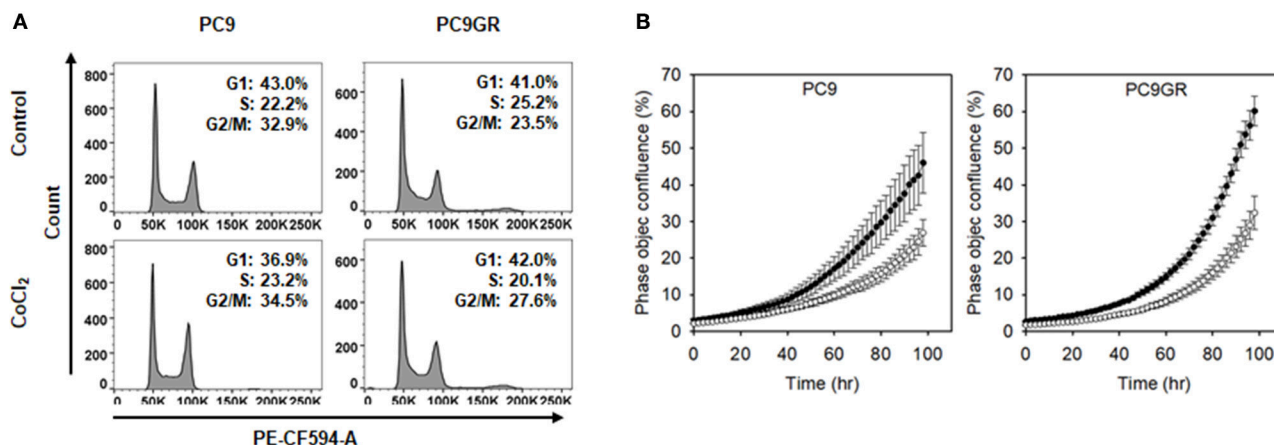 A
PC9
PC9GR
Control
CoCl2
Count
800
600
400
200
0
G1: 43.0%
S: 22.2%
G2/M: 32.9%
0 50K 100K 150K 200K 250K
800
600
400
200
0
G1: 41.0%
S: 25.2%
G2/M: 23.5%
0 50K 100K 150K 200K 250K
800
600
400
200
0
G1: 36.9%
S: 23.2%
G2/M: 34.5%
0 50K 100K 150K 200K 250K
600
400
200
0
G1: 42.0%
S: 20.1%
G2/M: 27.6%
0 50K 100K 150K 200K 250K
PE-CF594-A
B
PC9
Phase objec confluence (%)
70
60
50
40
30
20
10
0
0 20 40 60 80 100
Time (hr)
PC9GR
Phase objec confluence (%)
70
60
50
40
30
20
10
0
0 20 40 60 80 100
Time (hr)